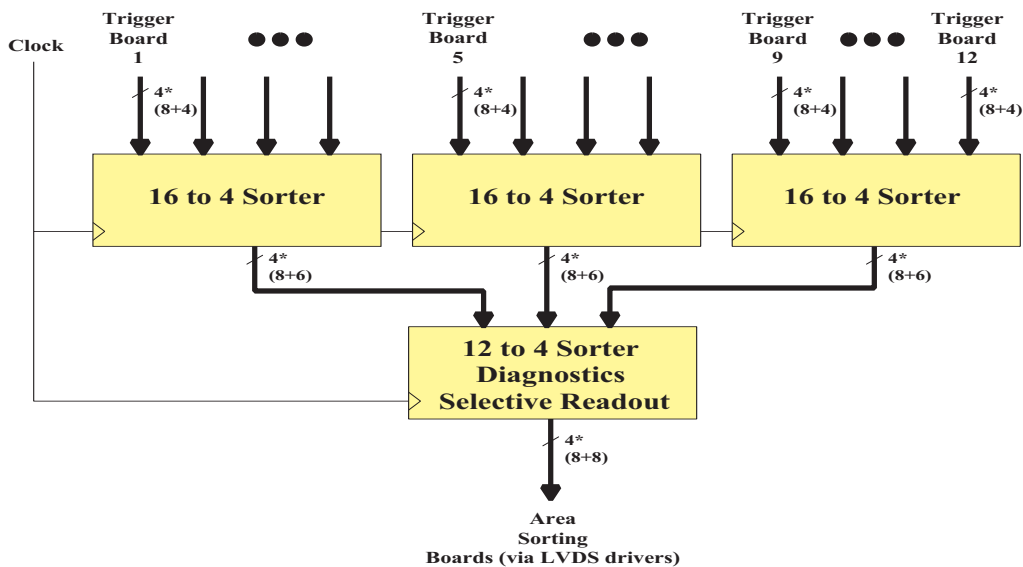 Clock
Trigger
Board
1
Trigger
Board
5
Trigger
Board
9
Trigger
Board
12
4*
(8+4)
4*
(8+4)
4*
(8+4)
4*
(8+4)
16 to 4 Sorter
16 to 4 Sorter
16 to 4 Sorter
4*
(8+6)
4*
(8+6)
4*
(8+6)
12 to 4 Sorter
Diagnostics
Selective Readout
4*
(8+8)
Area
Sorting
Boards (via LVDS drivers)